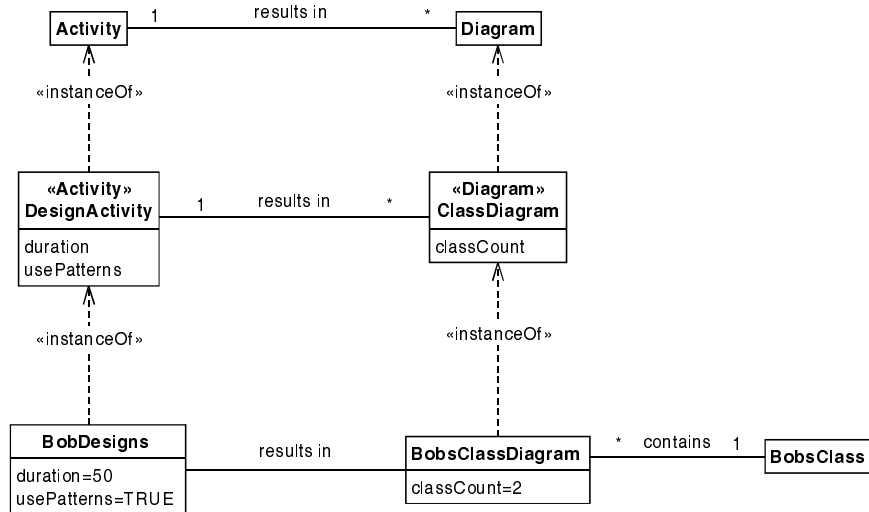 Activity
1
results in
*
Diagram
«instanceOf»
«instanceOf»
«Activity»
DesignActivity
duration
usePatterns
1
results in
*
«Diagram»
ClassDiagram
classCount
«instanceOf»
«instanceOf»
BobDesigns
duration=50
usePatterns=TRUE
results in
BobsClassDiagram
classCount=2
*
contains
1
BobsClass